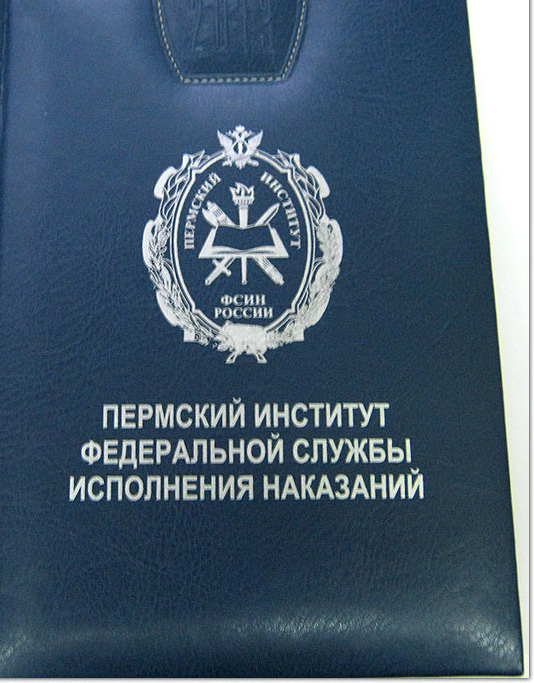 ПЕРМСКИЙ ИНСТИТУТ
ФСИН
РОССИИ
ПЕРМСКИЙ ИНСТИТУТ
ФЕДЕРАЛЬНОЙ СЛУЖБЫ
ИСПОЛНЕНИЯ НАКАЗАНИЙ